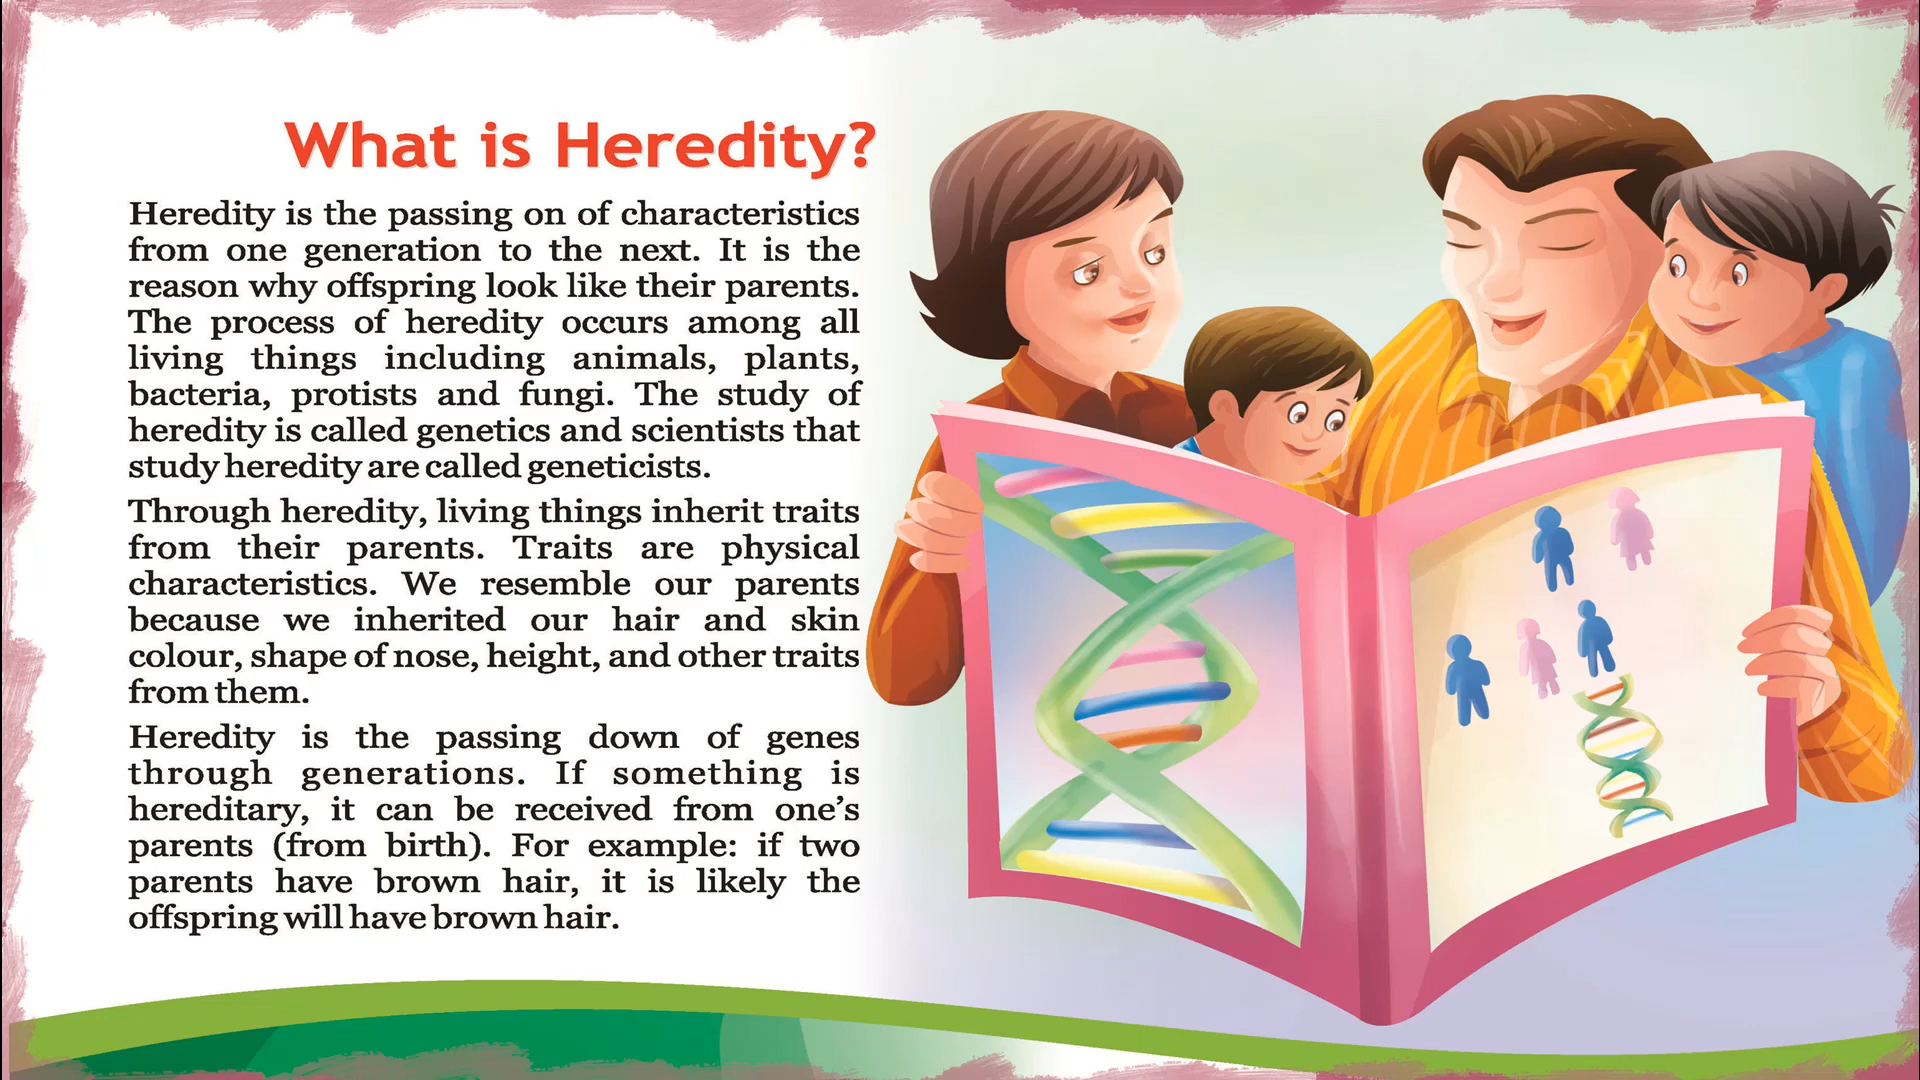 What is Heredity?
Heredity is the passing on of characteristics
from one generation to the next. It is the
reason why offspring look like their parents.
The process of heredity occurs among all
living things including animals, plants,
bacteria, protists and fungi. The study of
heredity is called genetics and scientists that
study heredity are called geneticists.
Through heredity, living things inherit traits
from their parents. Traits are physical
characteristics. We resemble our parents
because we inherited our hair and skin
colour, shape of nose, height, and other traits
from them.
Heredity is the passing down of genes
through generations. If something is
hereditary, it can be received from one’s
parents (from birth). For example: if two
parents have brown hair, it is likely the
offspring will have brown hair.